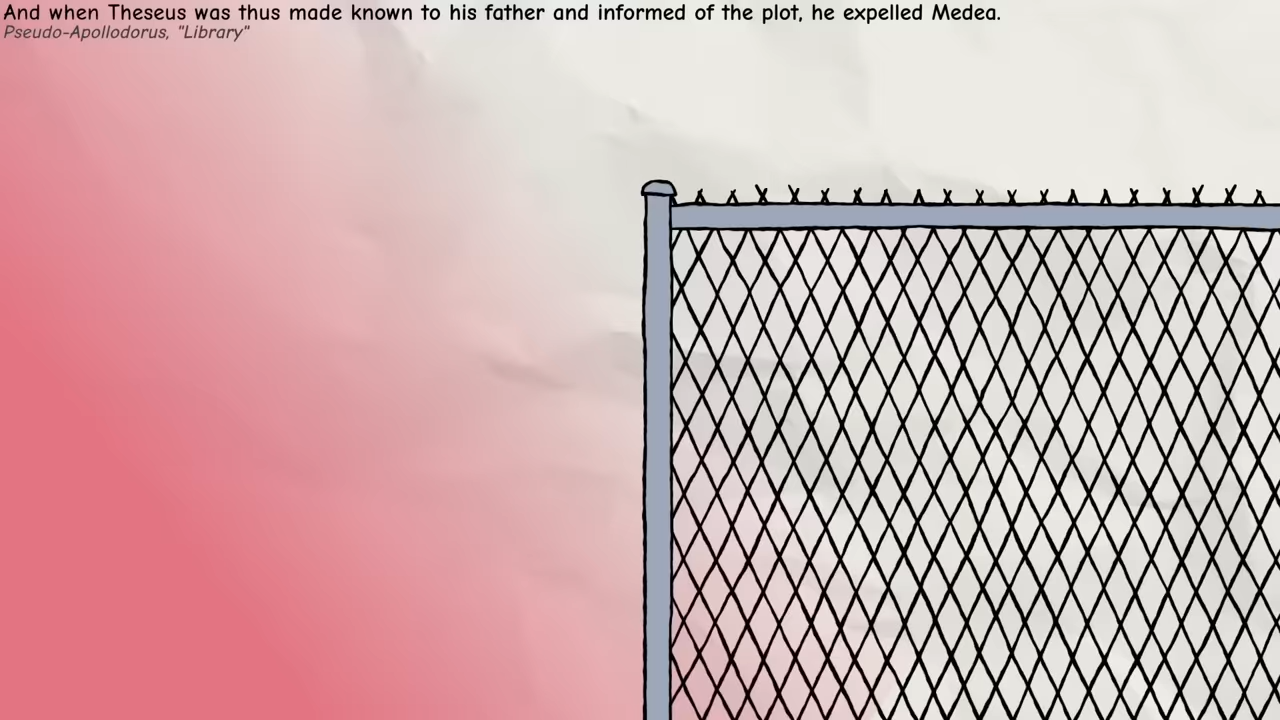 And when Theseus was thus made known to his father and informed of the plot, he expelled Medea.
Pseudo-Apollodorus, "Library"